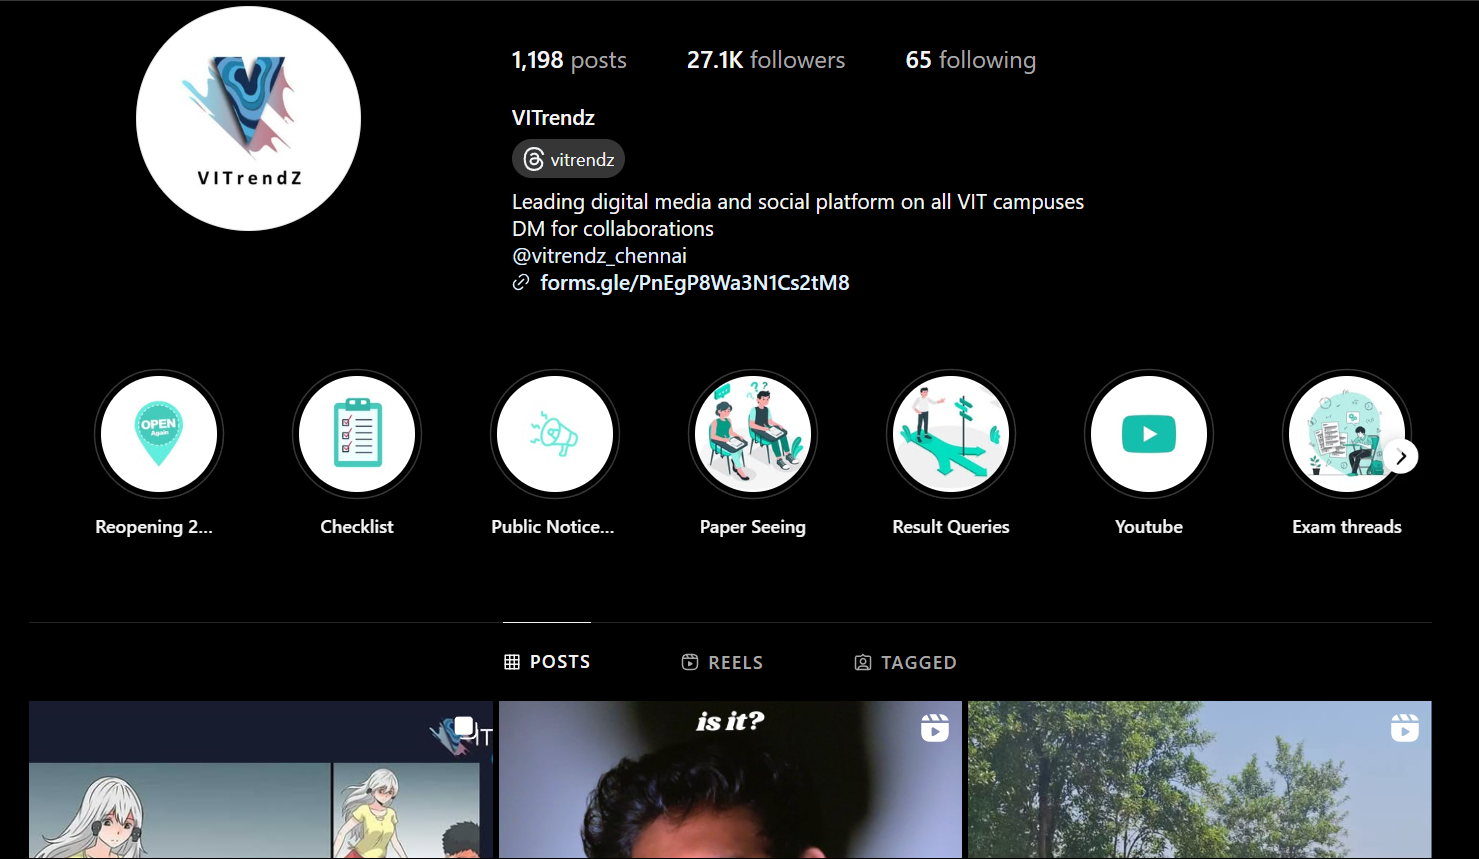 VITrendZ
1,198 posts 27.1K followers 65 following
VITrendz
vitrendz
Leading digital media and social platform on all VIT campuses
DM for collaborations
@vitrendz_chennai
forms.gle/PnEgP8Wa3N1Cs2tM8
OPEN
Again
Reopening 2... Checklist Public Notice... Paper Seeing Result Queries Youtube Exam threads
POSTS REELS TAGGED
is it?